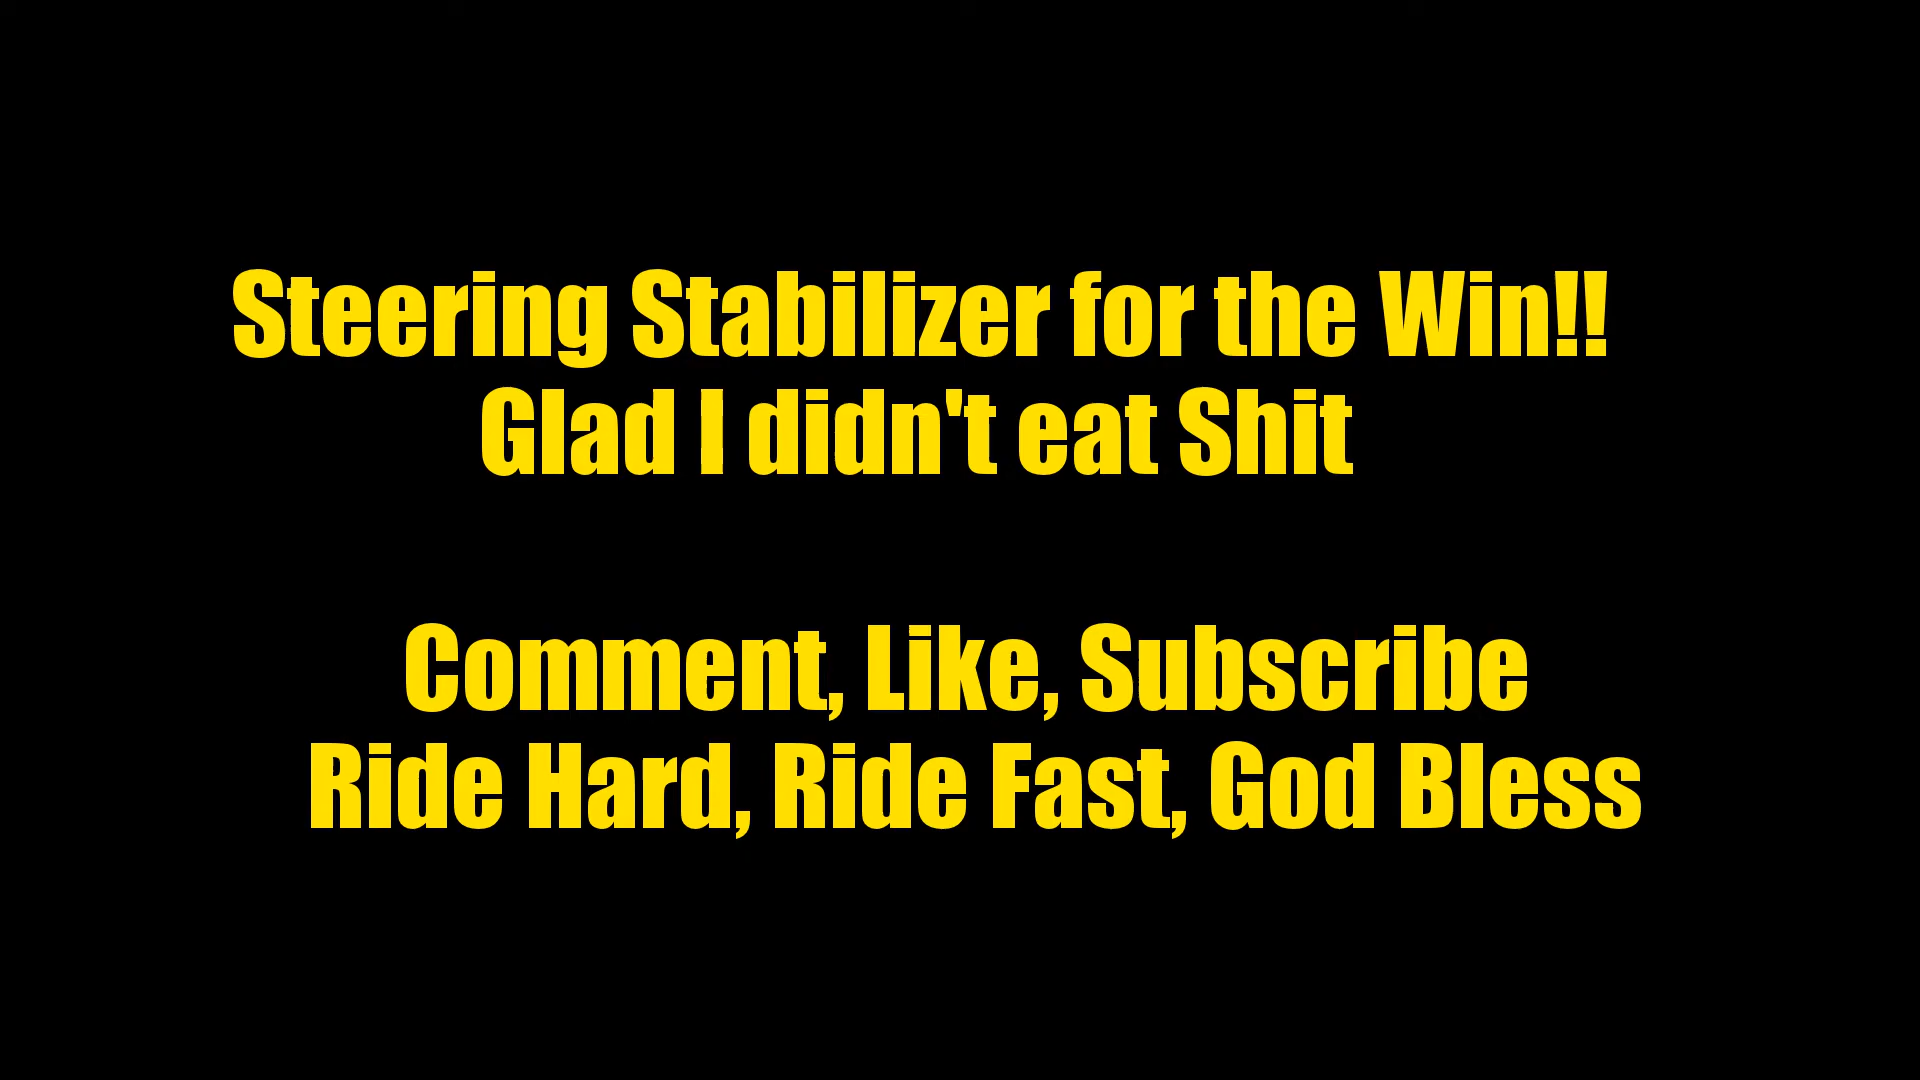 Steering Stabilizer for the Win!!
Glad I didn't eat Shit
Comment, Like, Subscribe
Ride Hard, Ride Fast, God Bless